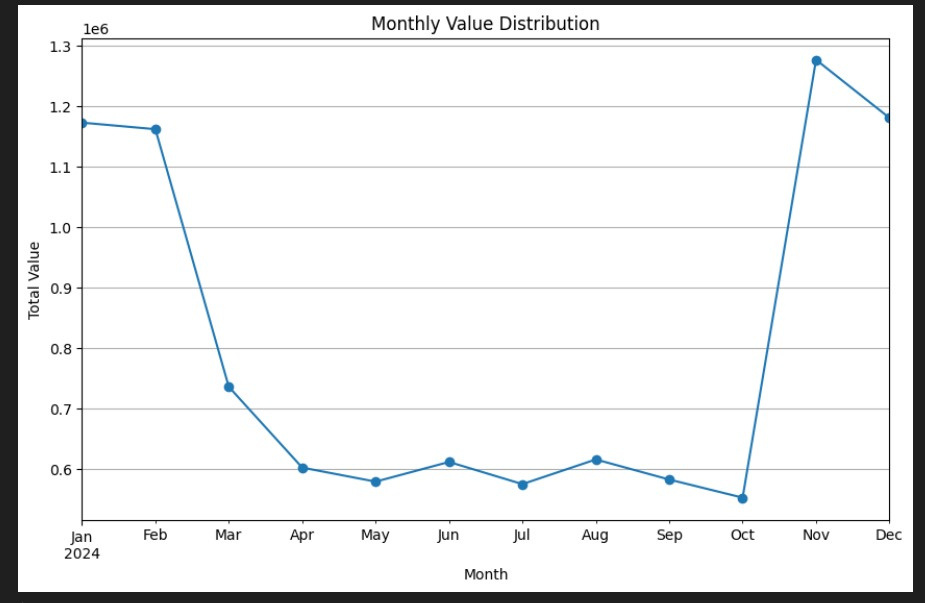 Monthly Value Distribution
1e6
1.3
1.2
1.1
1.0
0.9
0.8
0.7
0.6
Total Value
Jan Feb Mar Apr May Jun Jul Aug Sep Oct Nov Dec
2024
Month